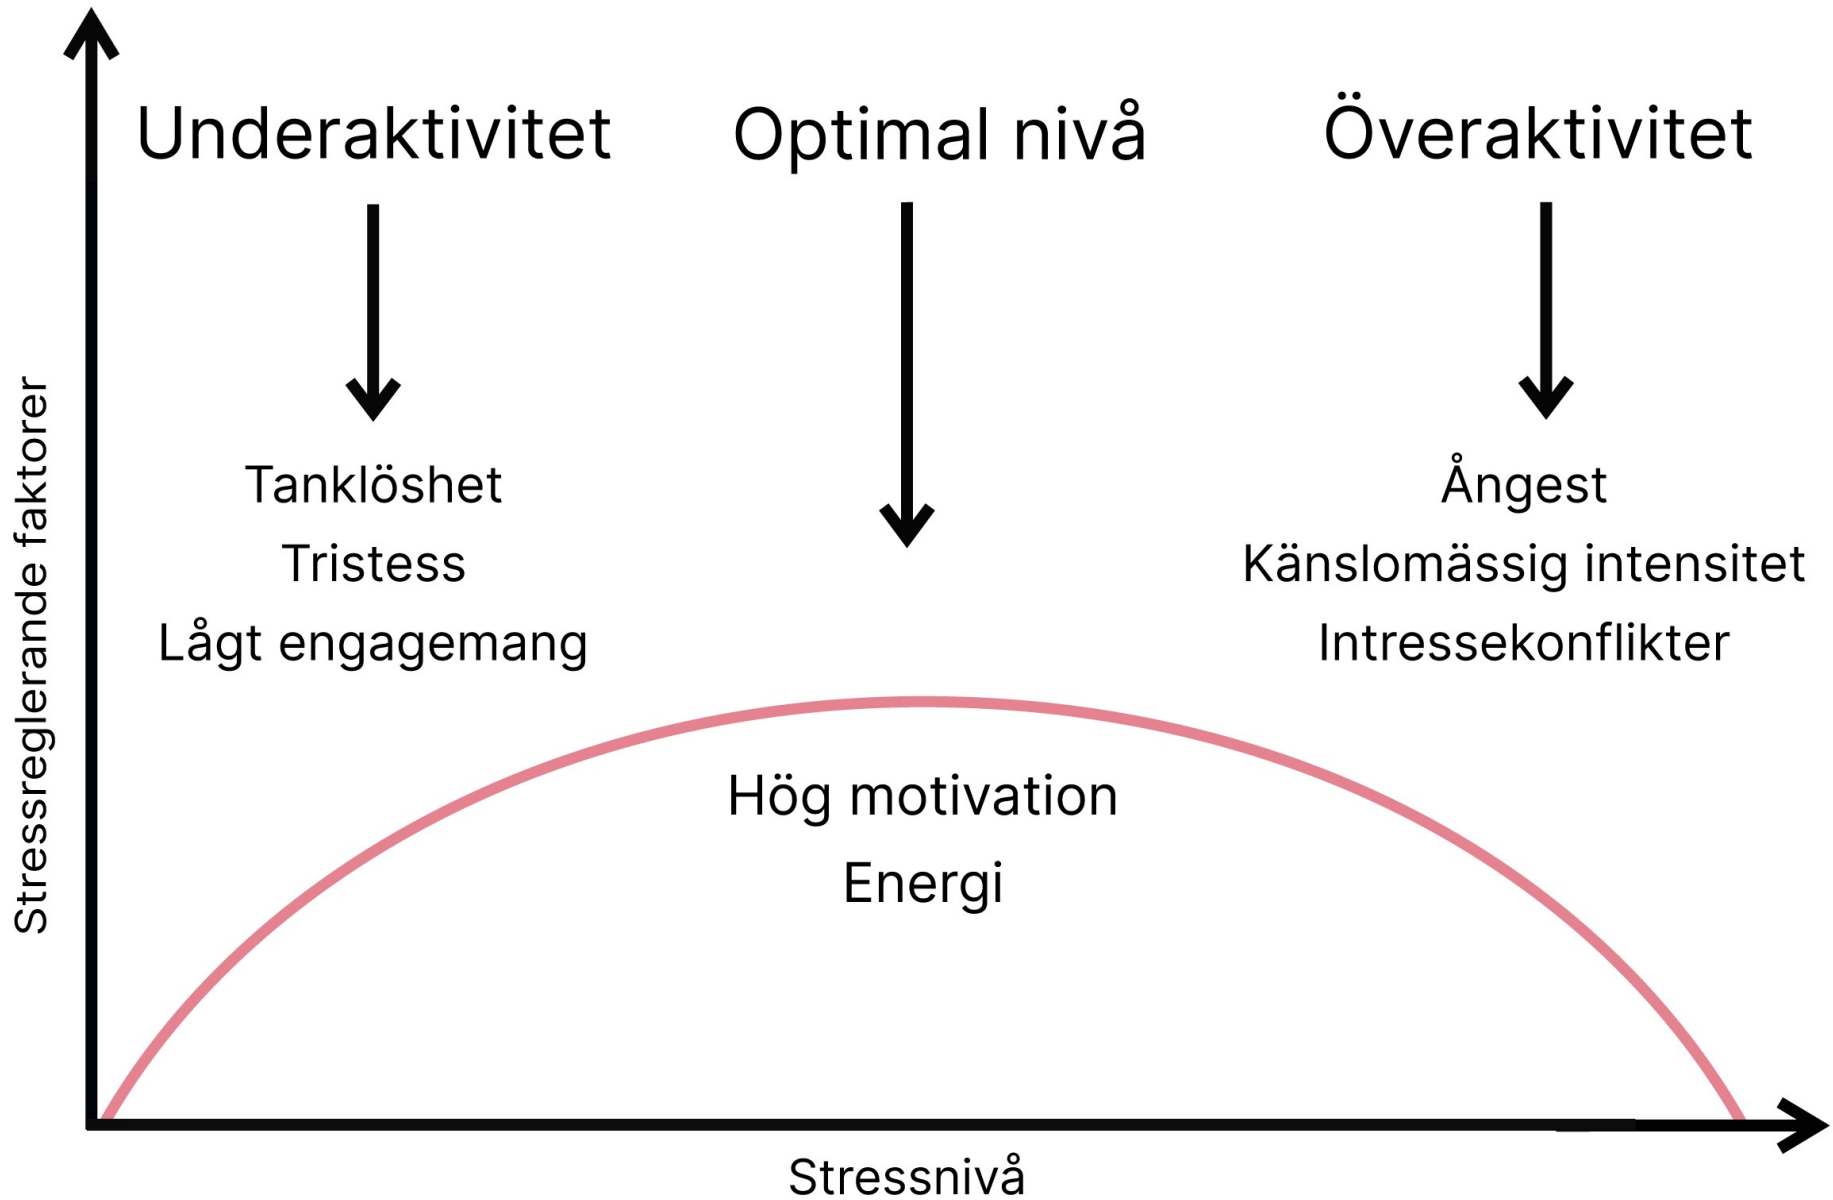 Underaktivitet
Optimal nivå
Överaktivitet
Tanklöshet
Tristess
Lågt engagemang
Ångest
Känslomässig intensitet
Intressekonflikter
Hög motivation
Energi
Stressreglerande faktorer
Stressnivå